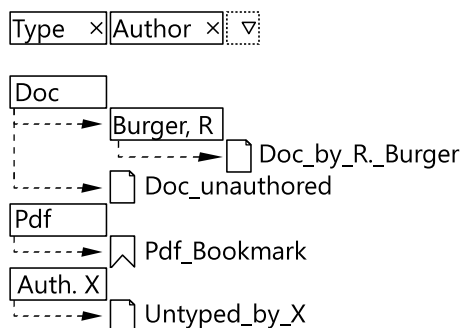 Type × Author ×
Doc
Burger, R
Doc_by_R._Burger
Doc_unauthored
Pdf
Pdf_Bookmark
Auth. X
Untyped_by_X